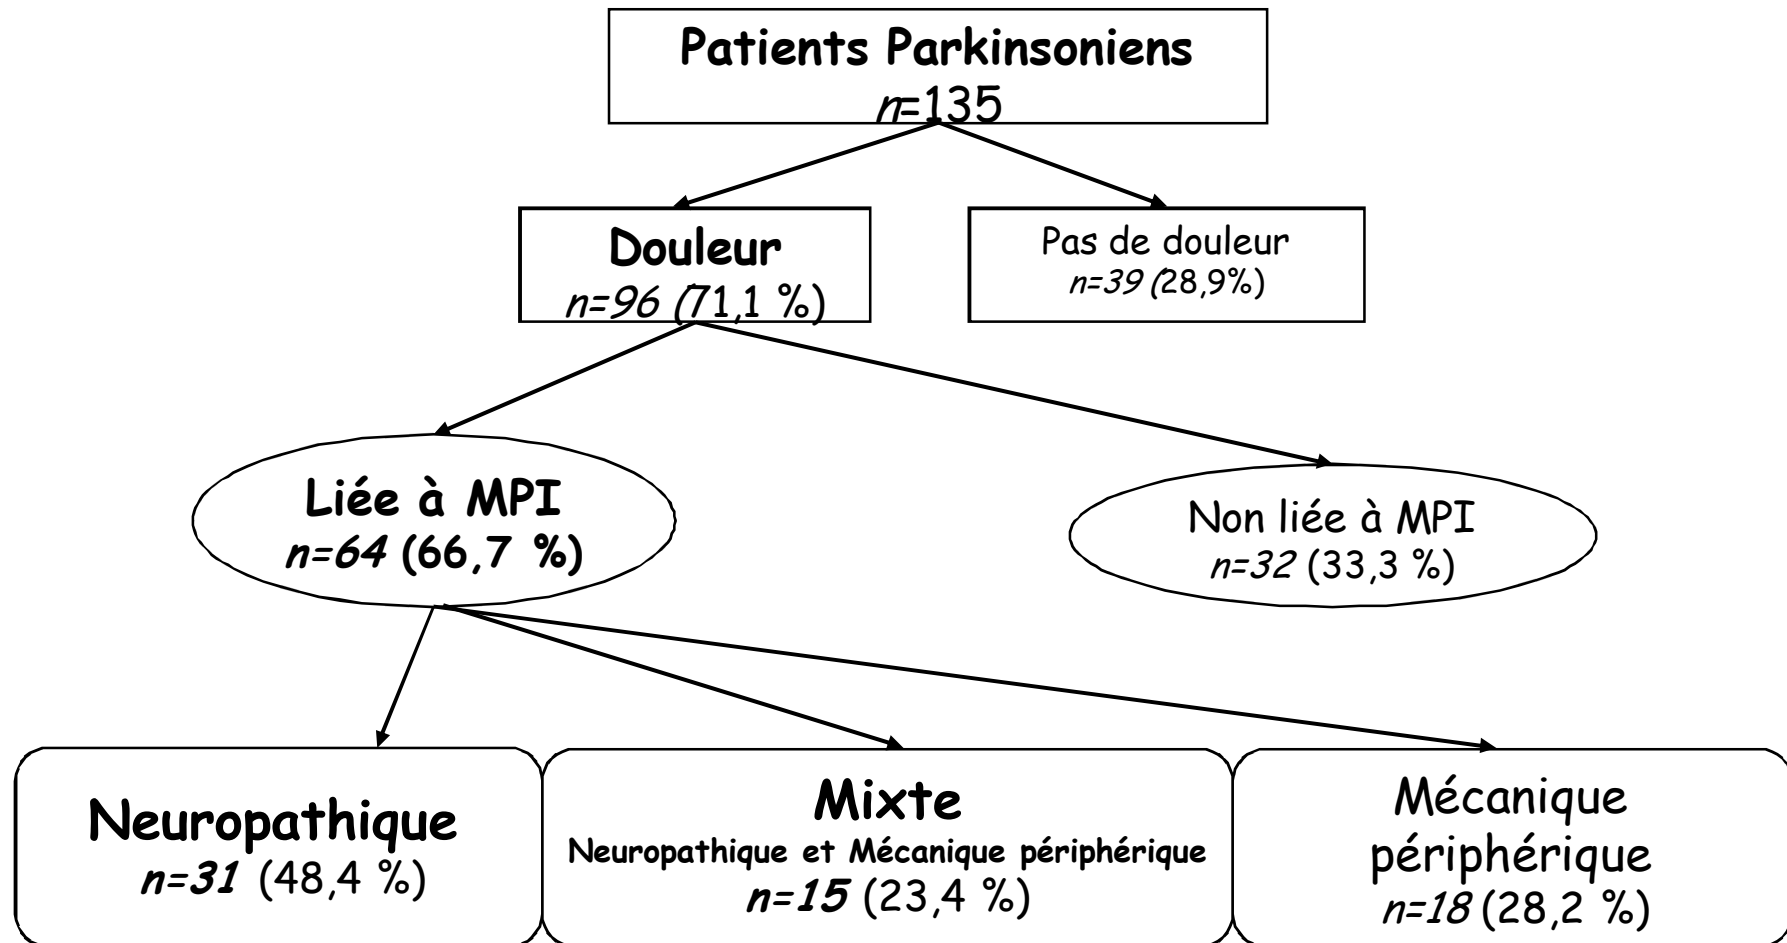 Patients Parkinsoniens
n=135
Douleur
n=96 (71,1 %)
Pas de douleur
n=39 (28,9%)
Liée à MPI
n=64 (66,7 %)
Non liée à MPI
n=32 (33,3 %)
Neuropathique
n=31 (48,4 %)
Mixte
Neuropathique et Mécanique périphérique
n=15 (23,4 %)
Mécanique
périphérique
n=18 (28,2 %)